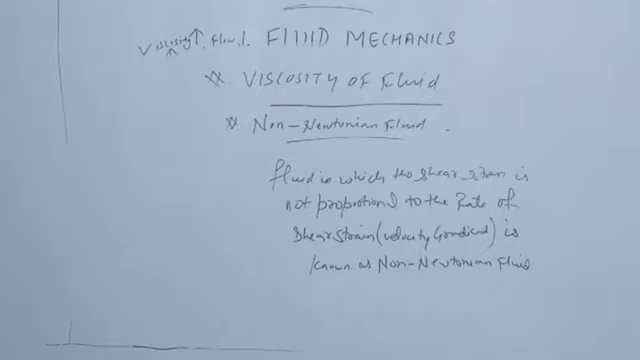 Viscosity↑, flow↓ FLUID MECHANICS
** VISCOSITY OF Fluid
** Non-Newtonian Fluid.
fluid in which the shear stress is
not proportional to the Rate of
shear strain (velocity Gradient) is
known as Non-Newtonian Fluid